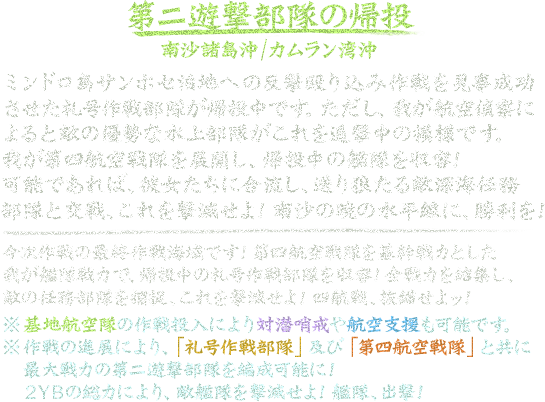 第二遊撃部隊の帰投
南沙諸島沖/カムラン湾沖
ミンドロ島サンホセ泊地への反撃殴り込み作戦を見事成功
させた礼号作戦部隊が帰投中です。ただし、我が航空偵察に
よると敵の優勢な水上部隊がこれを追撃中の模様です。
我が第四航空戦隊を展開し、帰投中の艦隊を収容!
可能であれば、彼女たちに合流し、送り狼たる敵深海任務
部隊と交戦、これを撃滅せよ! 南沙の暁の水平線に、勝利を!
今次作戦の最終作戦海域です! 第四航空戦隊を基幹戦力とした
我が艦隊戦力で、帰投中の礼号作戦部隊を収容! 全戦力を結集し、
敵の任務部隊を捕捉、これを撃滅せよ! 四航戦、抜錨せよッ!
※基地航空隊の作戦投入により対潜哨戒や航空支援も可能です。
※作戦の進展により、「礼号作戦部隊」及び「第四航空戦隊」と共に
最大戦力の第二遊撃部隊を編成可能に!
2YBの総力により、敵艦隊を撃滅せよ! 艦隊、出撃!